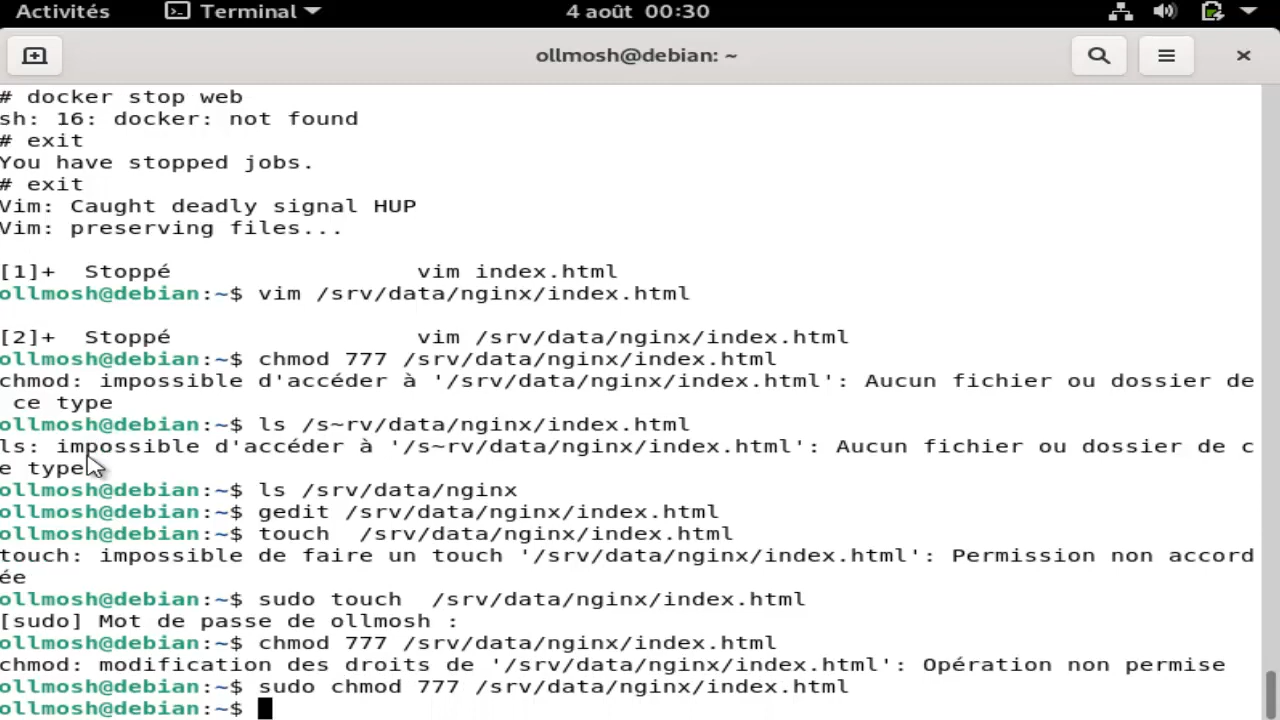 Activités Terminal 4 août 00:30
ollmosh@debian: ~
# docker stop web
sh: 16: docker: not found
# exit
You have stopped jobs.
# exit
Vim: Caught deadly signal HUP
Vim: preserving files...
[1]+  Stoppé                 vim index.html
ollmosh@debian:~$ vim /srv/data/nginx/index.html
[2]+  Stoppé                 vim /srv/data/nginx/index.html
ollmosh@debian:~$ chmod 777 /srv/data/nginx/index.html
chmod: impossible d'accéder à '/srv/data/nginx/index.html': Aucun fichier ou dossier de
 ce type
ollmosh@debian:~$ ls /s~rv/data/nginx/index.html
ls: impossible d'accéder à '/s~rv/data/nginx/index.html': Aucun fichier ou dossier de c
e type
ollmosh@debian:~$ ls /srv/data/nginx
ollmosh@debian:~$ gedit /srv/data/nginx/index.html
ollmosh@debian:~$ touch  /srv/data/nginx/index.html
touch: impossible de faire un touch '/srv/data/nginx/index.html': Permission non accord
ée
ollmosh@debian:~$ sudo touch  /srv/data/nginx/index.html
[sudo] Mot de passe de ollmosh :
ollmosh@debian:~$ chmod 777 /srv/data/nginx/index.html
chmod: modification des droits de '/srv/data/nginx/index.html': Opération non permise
ollmosh@debian:~$ sudo chmod 777 /srv/data/nginx/index.html
ollmosh@debian:~$